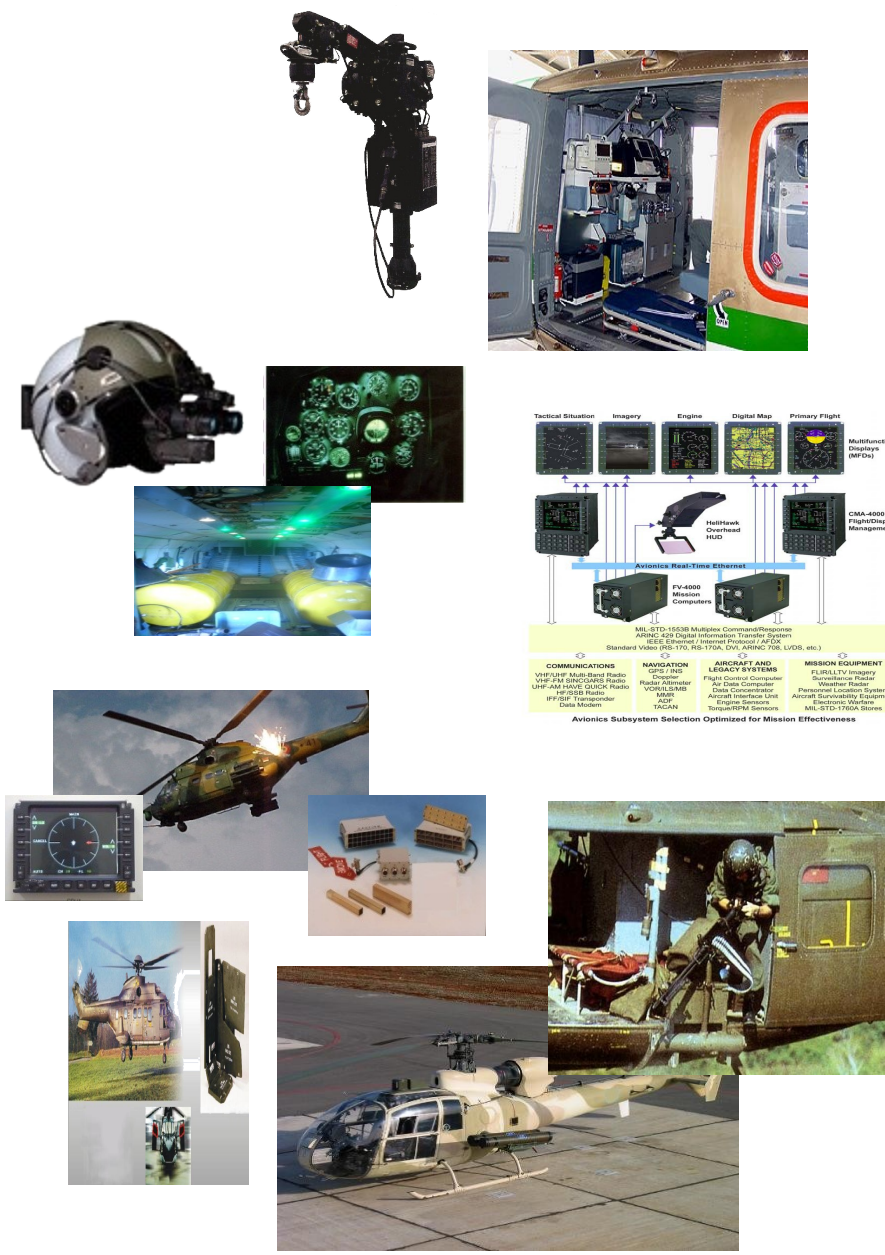 OPEN
Tactical Situation
Imagery
Engine
Digital Map
Primary Flight
Multifuncti
Displays
(MFDs)
CMA-4000
Flight/Disp
Manageme
HeliHawk
Overhead
HUD
Avionics Real-Time Ethernet
FV-4000
Mission
Computers
MIL-STD-1553B Multiplex Command/Response
ARINC 429 Digital Information Transfer System
IEEE Ethernet / Internet Protocol / AFDX
Standard Video (RS-170, RS-170A, DVI, ARINC 708, LVDS, etc.)
COMMUNICATIONS
VHF/UHF Multi-Band Radio
VHF-FM SINCGARS Radio
UHF-AM HAVE QUICK Radio
HF/SSB Radio
IFF/SIF Transponder
Data Modem
NAVIGATION
GPS / INS
Doppler
Radar Altimeter
VOR/ILS/MB
MMR
ADF
TACAN
AIRCRAFT AND
LEGACY SYSTEMS
Flight Control Computer
Air Data Computer
Data Concentrator
Aircraft Interface Unit
Engine Sensors
Torque/RPM Sensors
MISSION EQUIPMENT
FLIR/LLTV Imagery
Surveillance Radar
Weather Radar
Personnel Location System
Aircraft Survivability Equipm
Electronic Warfare
MIL-STD-1760A Stores
Avionics Subsystem Selection Optimized for Mission Effectiveness
CANCEL
AUTO